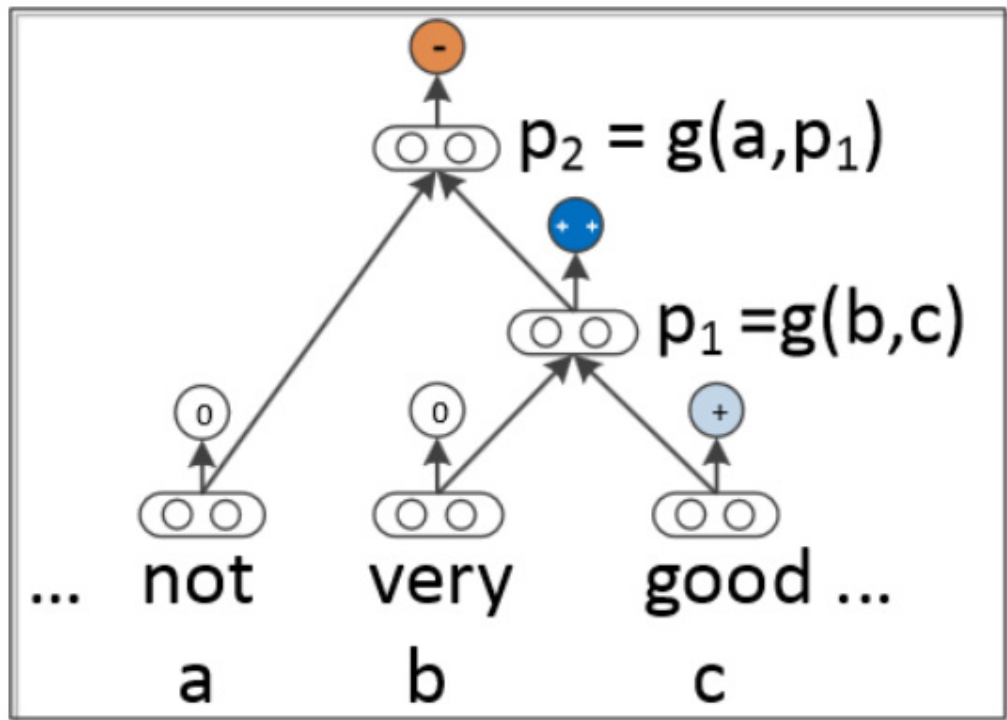 -
p₂ = g(a,p₁)
+ +
p₁ =g(b,c)
0 0 +
... not very good ...
a b c